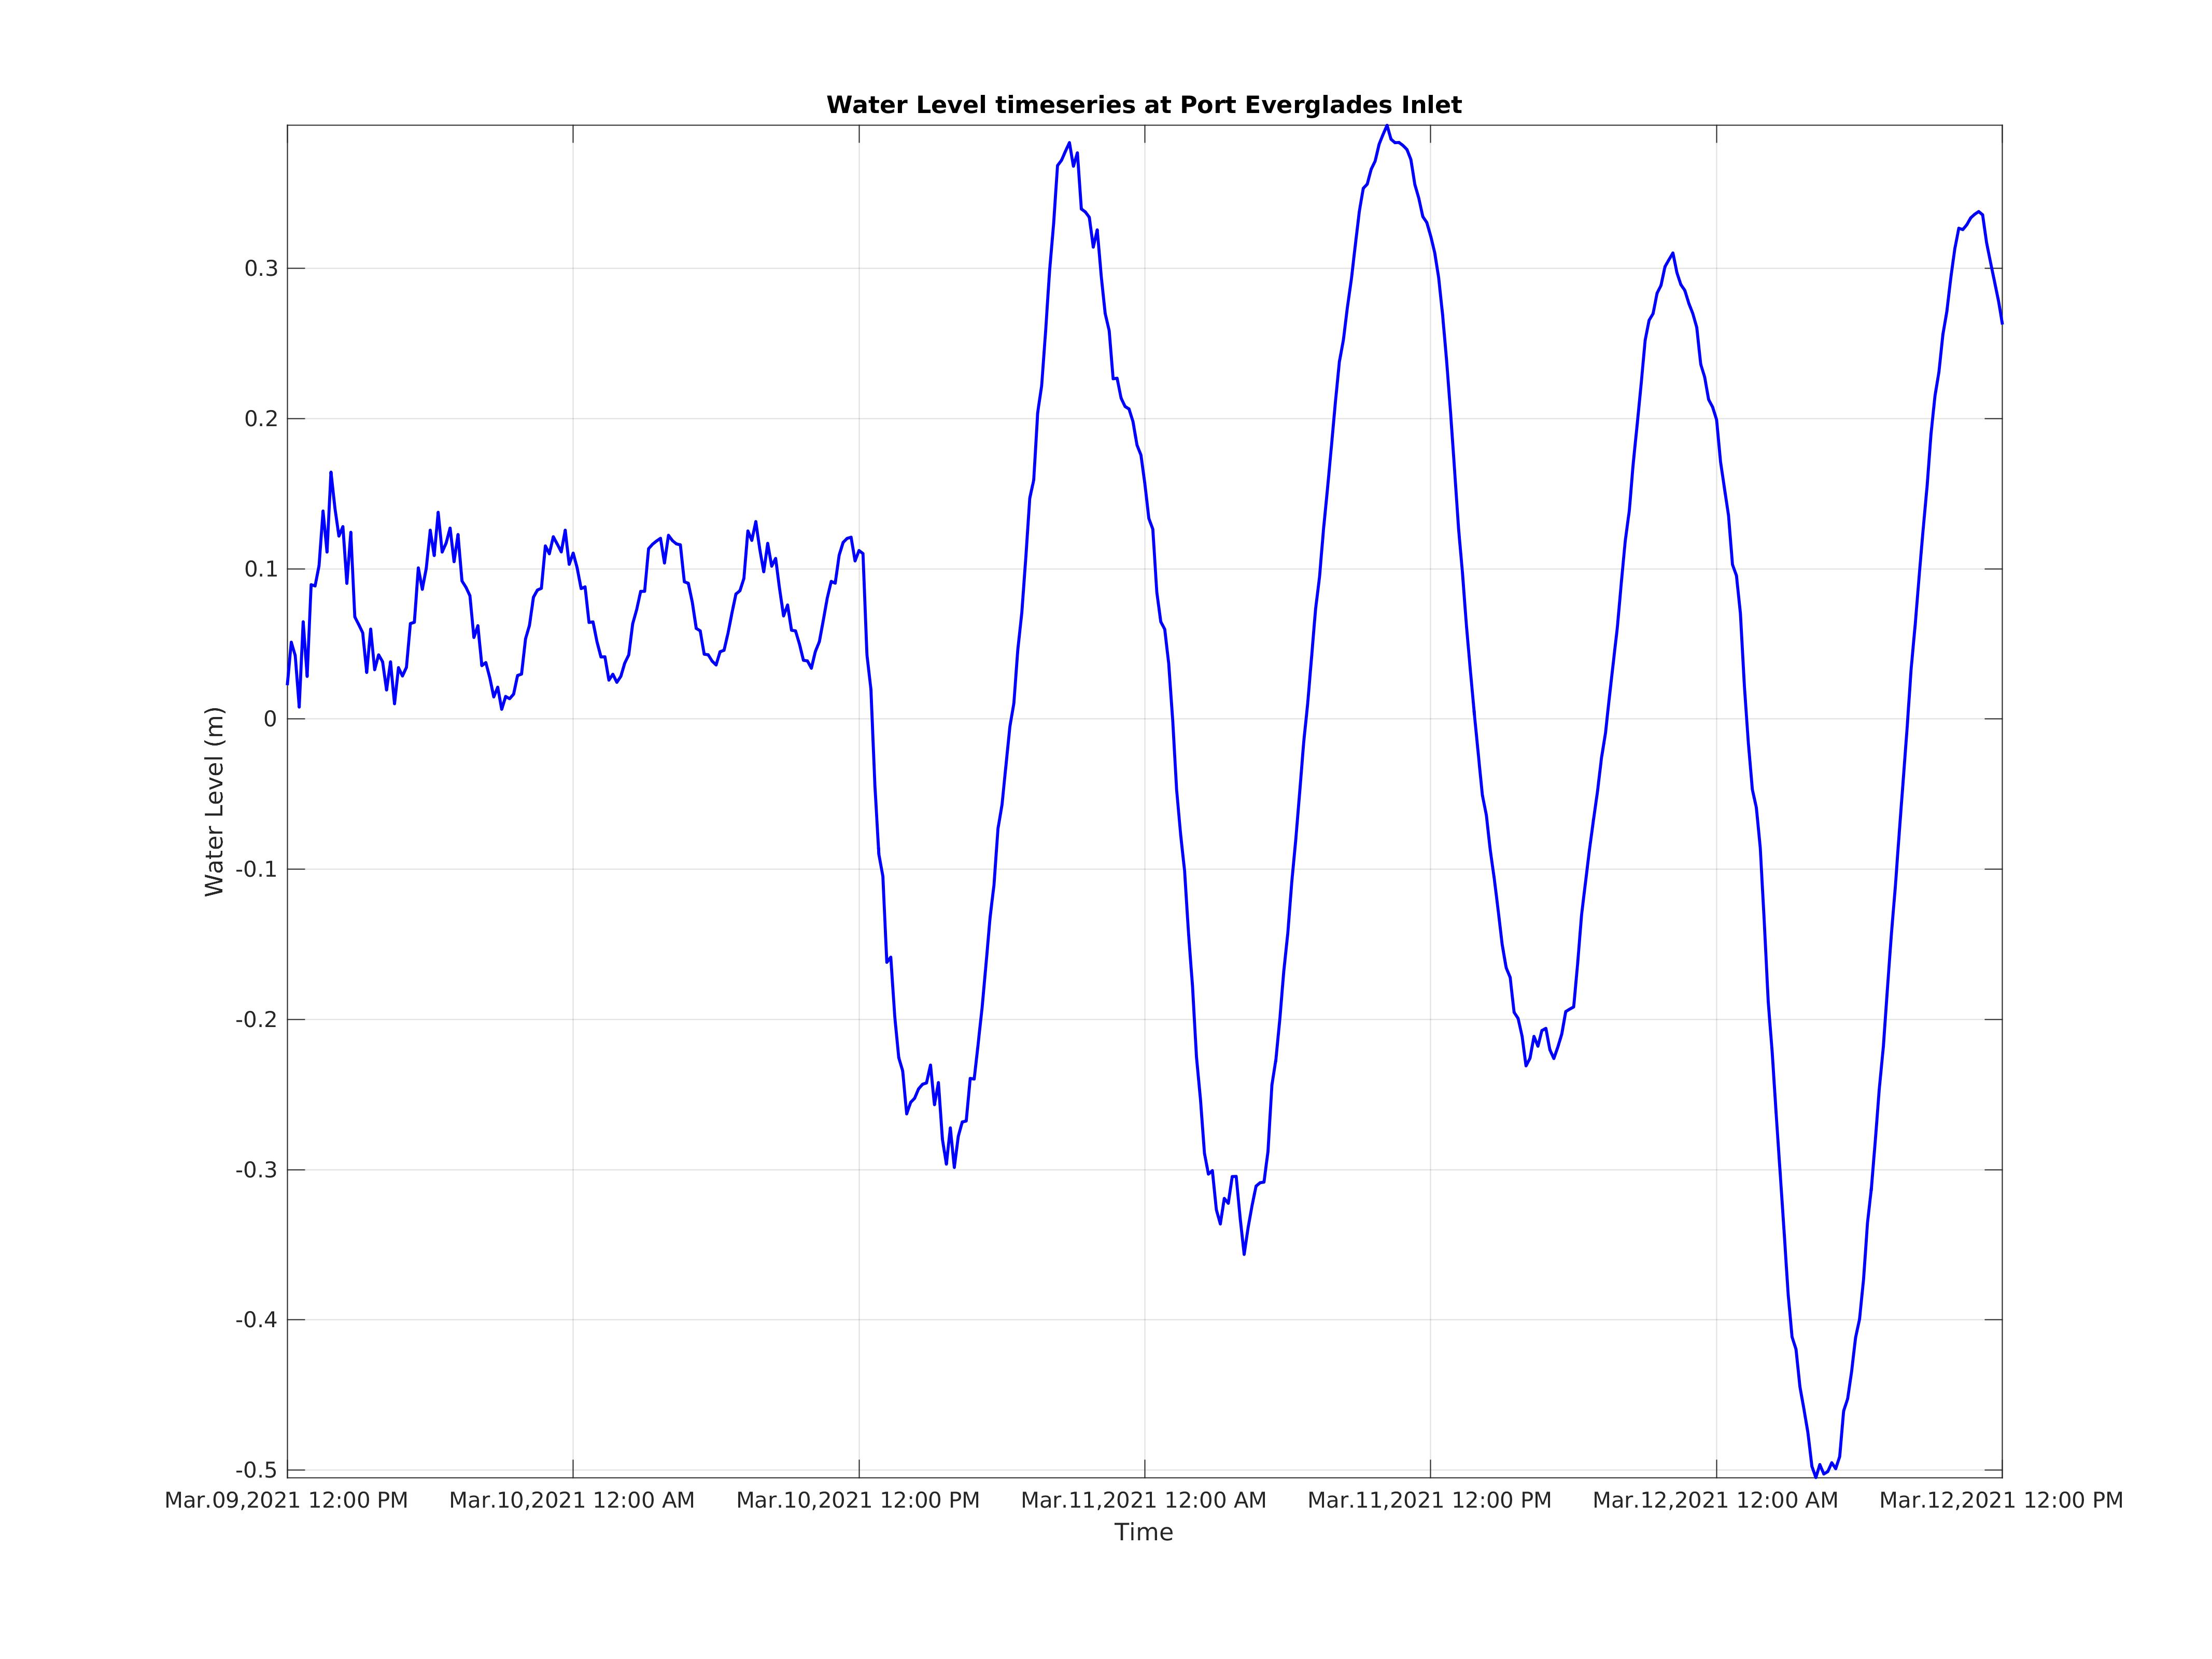 Water Level timeseries at Port Everglades Inlet
0.3
0.2
0.1
0
-0.1
-0.2
-0.3
-0.4
-0.5
Water Level (m)
Mar.09,2021 12:00 PM Mar.10,2021 12:00 AM Mar.10,2021 12:00 PM Mar.11,2021 12:00 AM Mar.11,2021 12:00 PM Mar.12,2021 12:00 AM Mar.12,2021 12:00 PM
Time